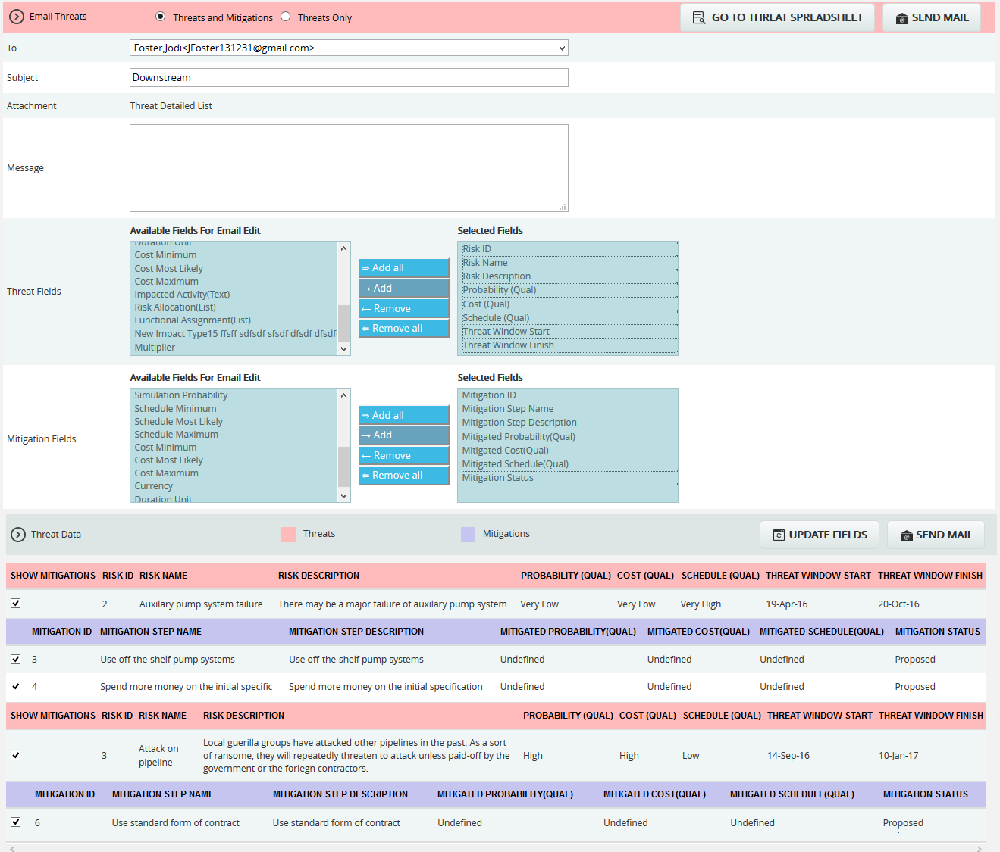 Email Threats Threats and Mitigations Threats Only GO TO THREAT SPREADSHEET SEND MAIL
To Foster,Jodi<JFoster131231@gmail.com>
Subject Downstream
Attachment Threat Detailed List
Message
Threat Fields
Available Fields For Email Edit
Duration Unit
Cost Minimum
Cost Most Likely
Cost Maximum
Impacted Activity(Text)
Risk Allocation(List)
Functional Assignment(List)
New Impact Type15 ffsff sdfsdf sfsdf dfsdf dfsdf
Multiplier
⇒ Add all
→ Add
← Remove
⇐ Remove all
Selected Fields
Risk ID
Risk Name
Risk Description
Probability (Qual)
Cost (Qual)
Schedule (Qual)
Threat Window Start
Threat Window Finish
Mitigation Fields
Available Fields For Email Edit
Simulation Probability
Schedule Minimum
Schedule Most Likely
Schedule Maximum
Cost Minimum
Cost Most Likely
Cost Maximum
Currency
Duration Unit
⇒ Add all
→ Add
← Remove
⇐ Remove all
Selected Fields
Mitigation ID
Mitigation Step Name
Mitigation Step Description
Mitigated Probability(Qual)
Mitigated Cost(Qual)
Mitigated Schedule(Qual)
Mitigation Status
Threat Data Threats Mitigations UPDATE FIELDS SEND MAIL
SHOW MITIGATIONS RISK ID RISK NAME RISK DESCRIPTION PROBABILITY (QUAL) COST (QUAL) SCHEDULE (QUAL) THREAT WINDOW START THREAT WINDOW FINISH
2 Auxilary pump system failure.. There may be a major failure of auxilary pump system. Very Low Very Low Very High 19-Apr-16 20-Oct-16
MITIGATION ID MITIGATION STEP NAME MITIGATION STEP DESCRIPTION MITIGATED PROBABILITY(QUAL) MITIGATED COST(QUAL) MITIGATED SCHEDULE(QUAL) MITIGATION STATUS
3 Use off-the-shelf pump systems Use off-the-shelf pump systems Undefined Undefined Undefined Proposed
4 Spend more money on the initial specific Spend more money on the initial specification Undefined Undefined Undefined Proposed
SHOW MITIGATIONS RISK ID RISK NAME RISK DESCRIPTION PROBABILITY (QUAL) COST (QUAL) SCHEDULE (QUAL) THREAT WINDOW START THREAT WINDOW FINISH
3 Attack on pipeline
Local guerilla groups have attacked other pipelines in the past. As a sort
of ransome, they will repeatedly threaten to attack unless paid-off by the
government or the foriegn contractors.
High High Low 14-Sep-16 10-Jan-17
MITIGATION ID MITIGATION STEP NAME MITIGATION STEP DESCRIPTION MITIGATED PROBABILITY(QUAL) MITIGATED COST(QUAL) MITIGATED SCHEDULE(QUAL) MITIGATION STATUS
6 Use standard form of contract Use standard form of contract Undefined Undefined Undefined Proposed